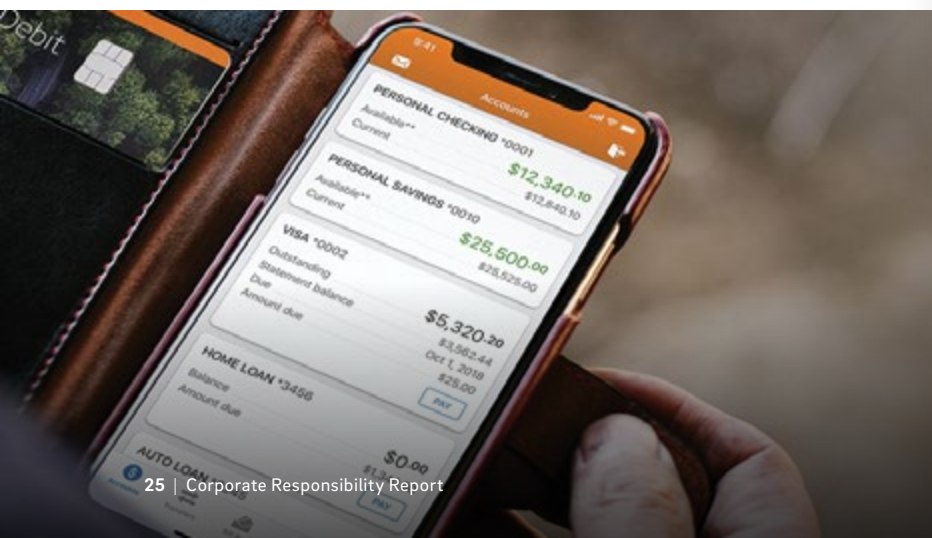 Debit
9:41
Accounts
PERSONAL CHECKING *0001
Available** $12,340.10
Current $12,640.10
PERSONAL SAVINGS *0010
Available** $25,500.00
Current $25,525.00
VISA *0002
Outstanding $5,320.20
Statement balance $3,562.44
Due Oct 1, 2018
Amount due $25.00
PAY
HOME LOAN *3456
Balance $0.00
Amount due
PAY
AUTO LOAN
25 | Corporate Responsibility Report